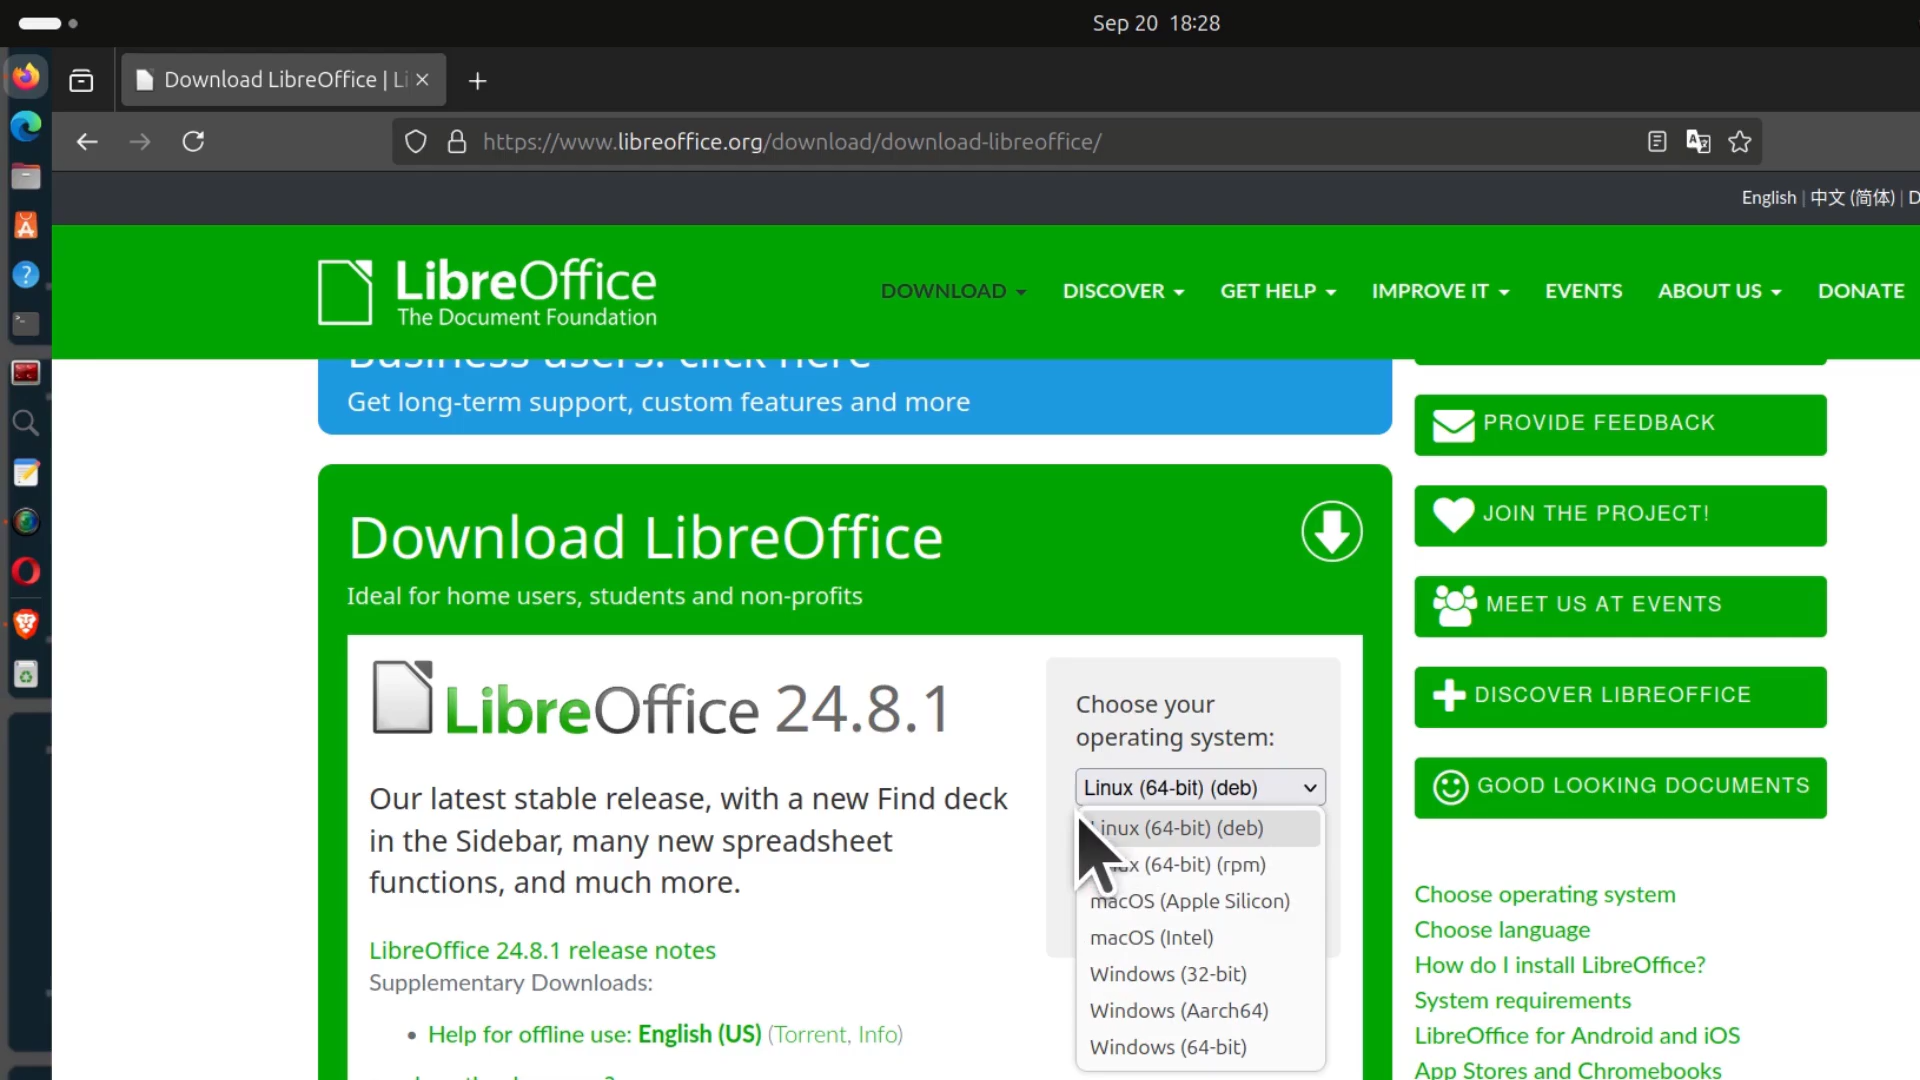 Sep 20 18:28
Download LibreOffice | Li
https://www.libreoffice.org/download/download-libreoffice/
English | 中文 (简体) | D
LibreOffice
The Document Foundation
DOWNLOAD
DISCOVER
GET HELP
IMPROVE IT
EVENTS
ABOUT US
DONATE
Business users: click here
Get long-term support, custom features and more
Download LibreOffice
Ideal for home users, students and non-profits
LibreOffice 24.8.1
Our latest stable release, with a new Find deck
in the Sidebar, many new spreadsheet
functions, and much more.
LibreOffice 24.8.1 release notes
Supplementary Downloads:
• Help for offline use: English (US) (Torrent, Info)
Choose your
operating system:
Linux (64-bit) (deb)
Linux (64-bit) (deb)
(64-bit) (rpm)
macOS (Apple Silicon)
macOS (Intel)
Windows (32-bit)
Windows (Aarch64)
Windows (64-bit)
PROVIDE FEEDBACK
JOIN THE PROJECT!
MEET US AT EVENTS
DISCOVER LIBREOFFICE
GOOD LOOKING DOCUMENTS
Choose operating system
Choose language
How do I install LibreOffice?
System requirements
LibreOffice for Android and iOS
App Stores and Chromebooks